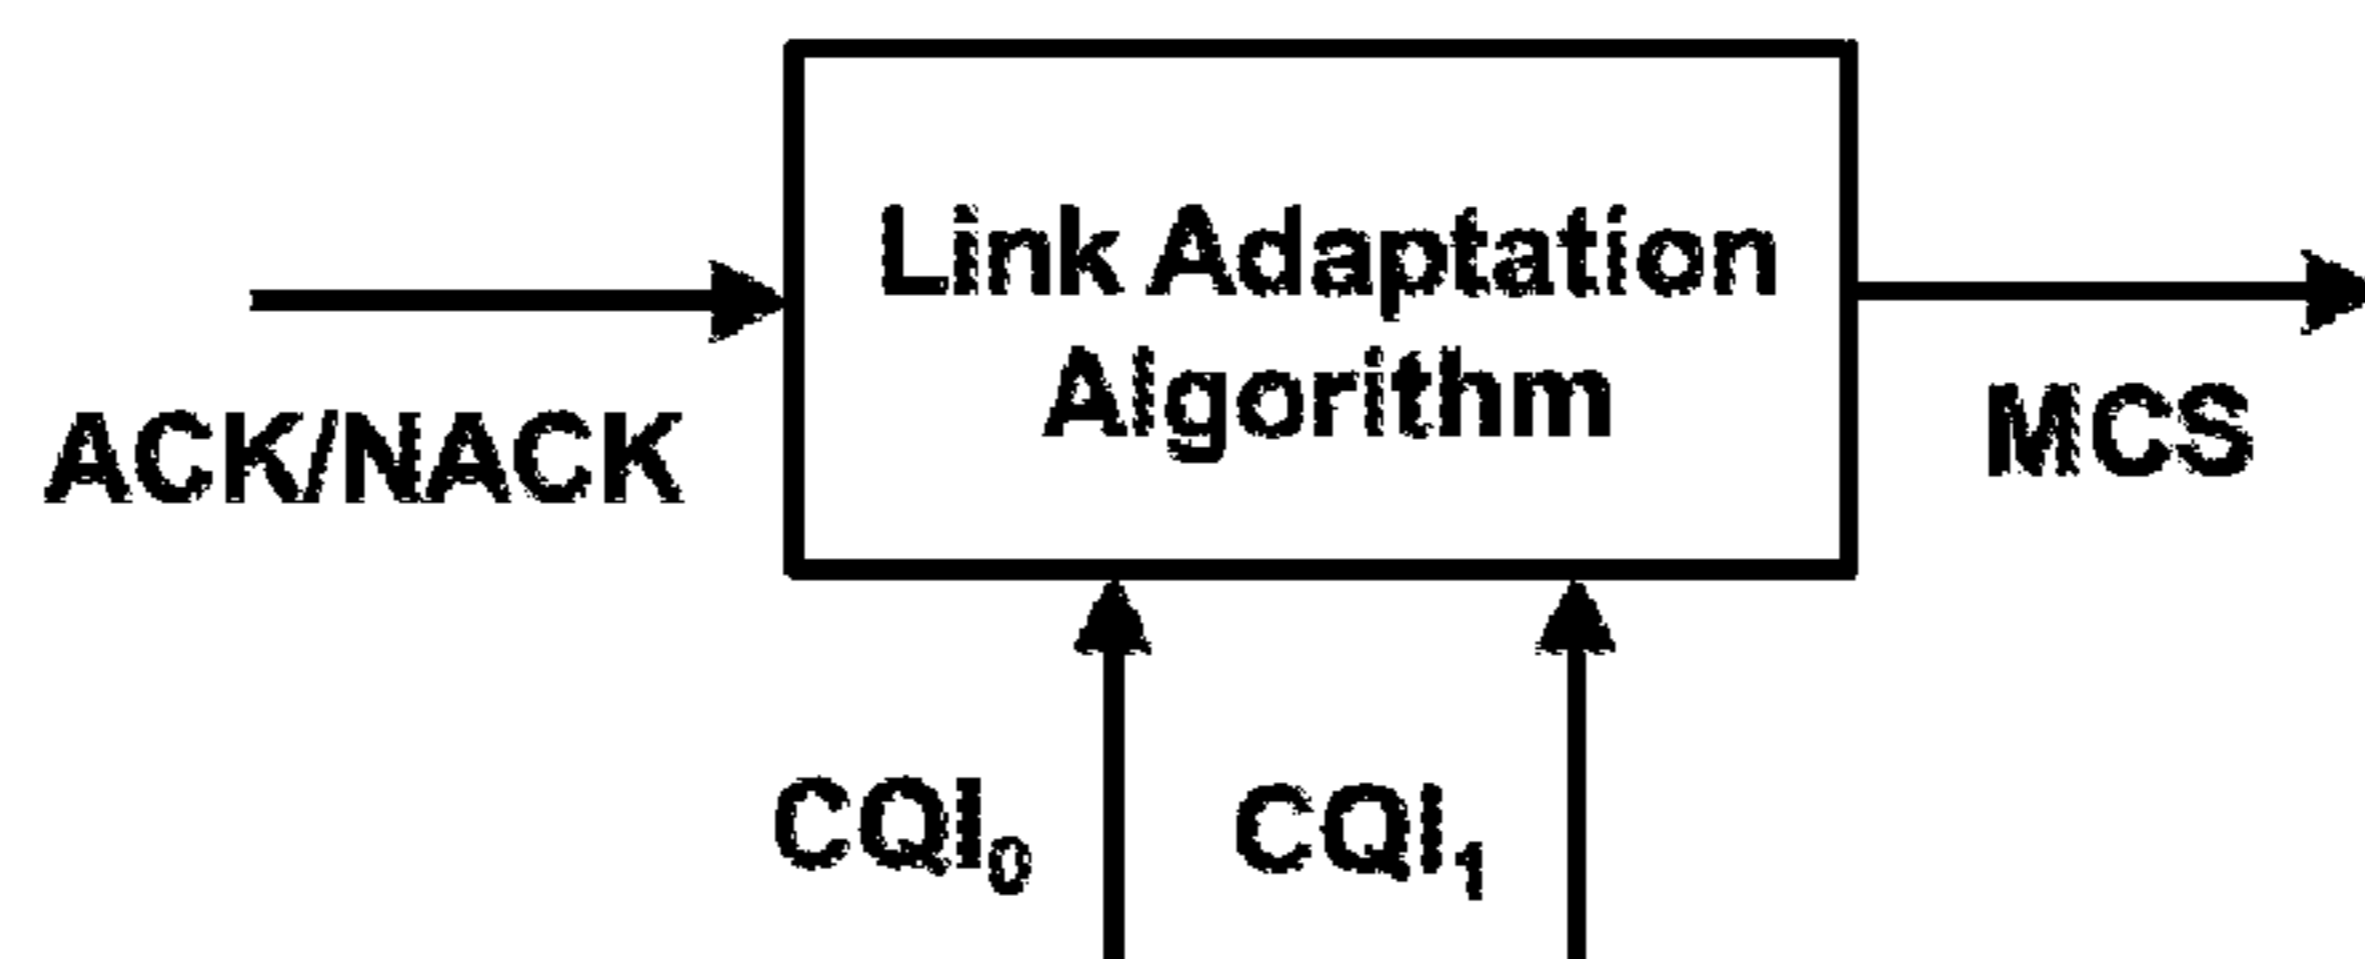 Link Adaptation
Algorithm
ACK/NACK
MCS
CQI₀
CQI₁